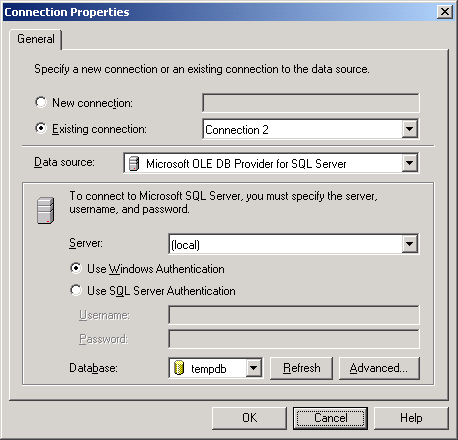 Connection Properties
General
Specify a new connection or an existing connection to the data source.
New connection:
Existing connection: Connection 2
Data source: Microsoft OLE DB Provider for SQL Server
To connect to Microsoft SQL Server, you must specify the server,
username, and password.
Server: (local)
Use Windows Authentication
Use SQL Server Authentication
Username:
Password:
Database: tempdb Refresh Advanced...
OK Cancel Help